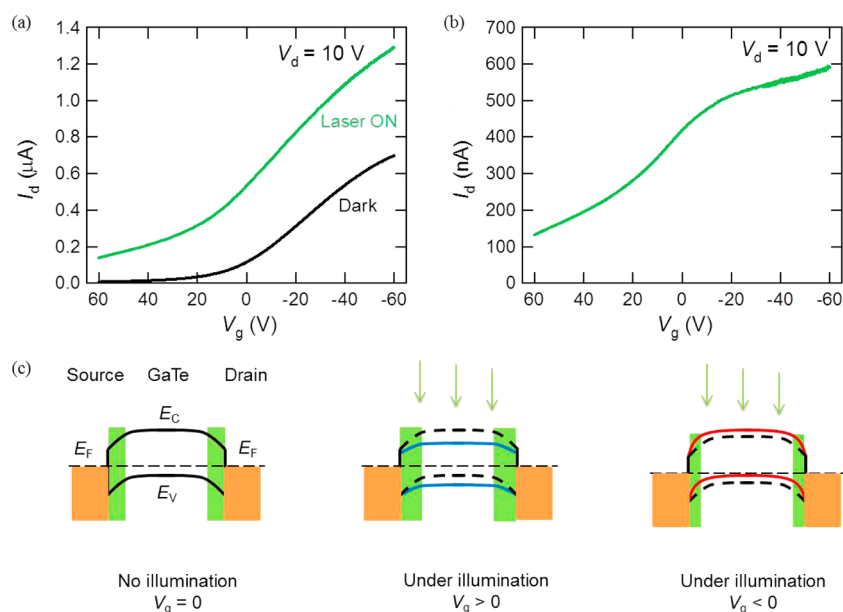 (a)
1.4
1.2
1.0
0.8
0.6
0.4
0.2
0.0
Id (μA)
Vd = 10 V
Laser ON
Dark
60 40 20 0 -20 -40 -60
Vg (V)
(b)
700
600
500
400
300
200
100
0
Id (nA)
Vd = 10 V
60 40 20 0 -20 -40 -60
Vg (V)
(c)
Source GaTe Drain
EC
EF EF
EV
No illumination
Vg = 0
Under illumination
Vg > 0
Under illumination
Vg < 0